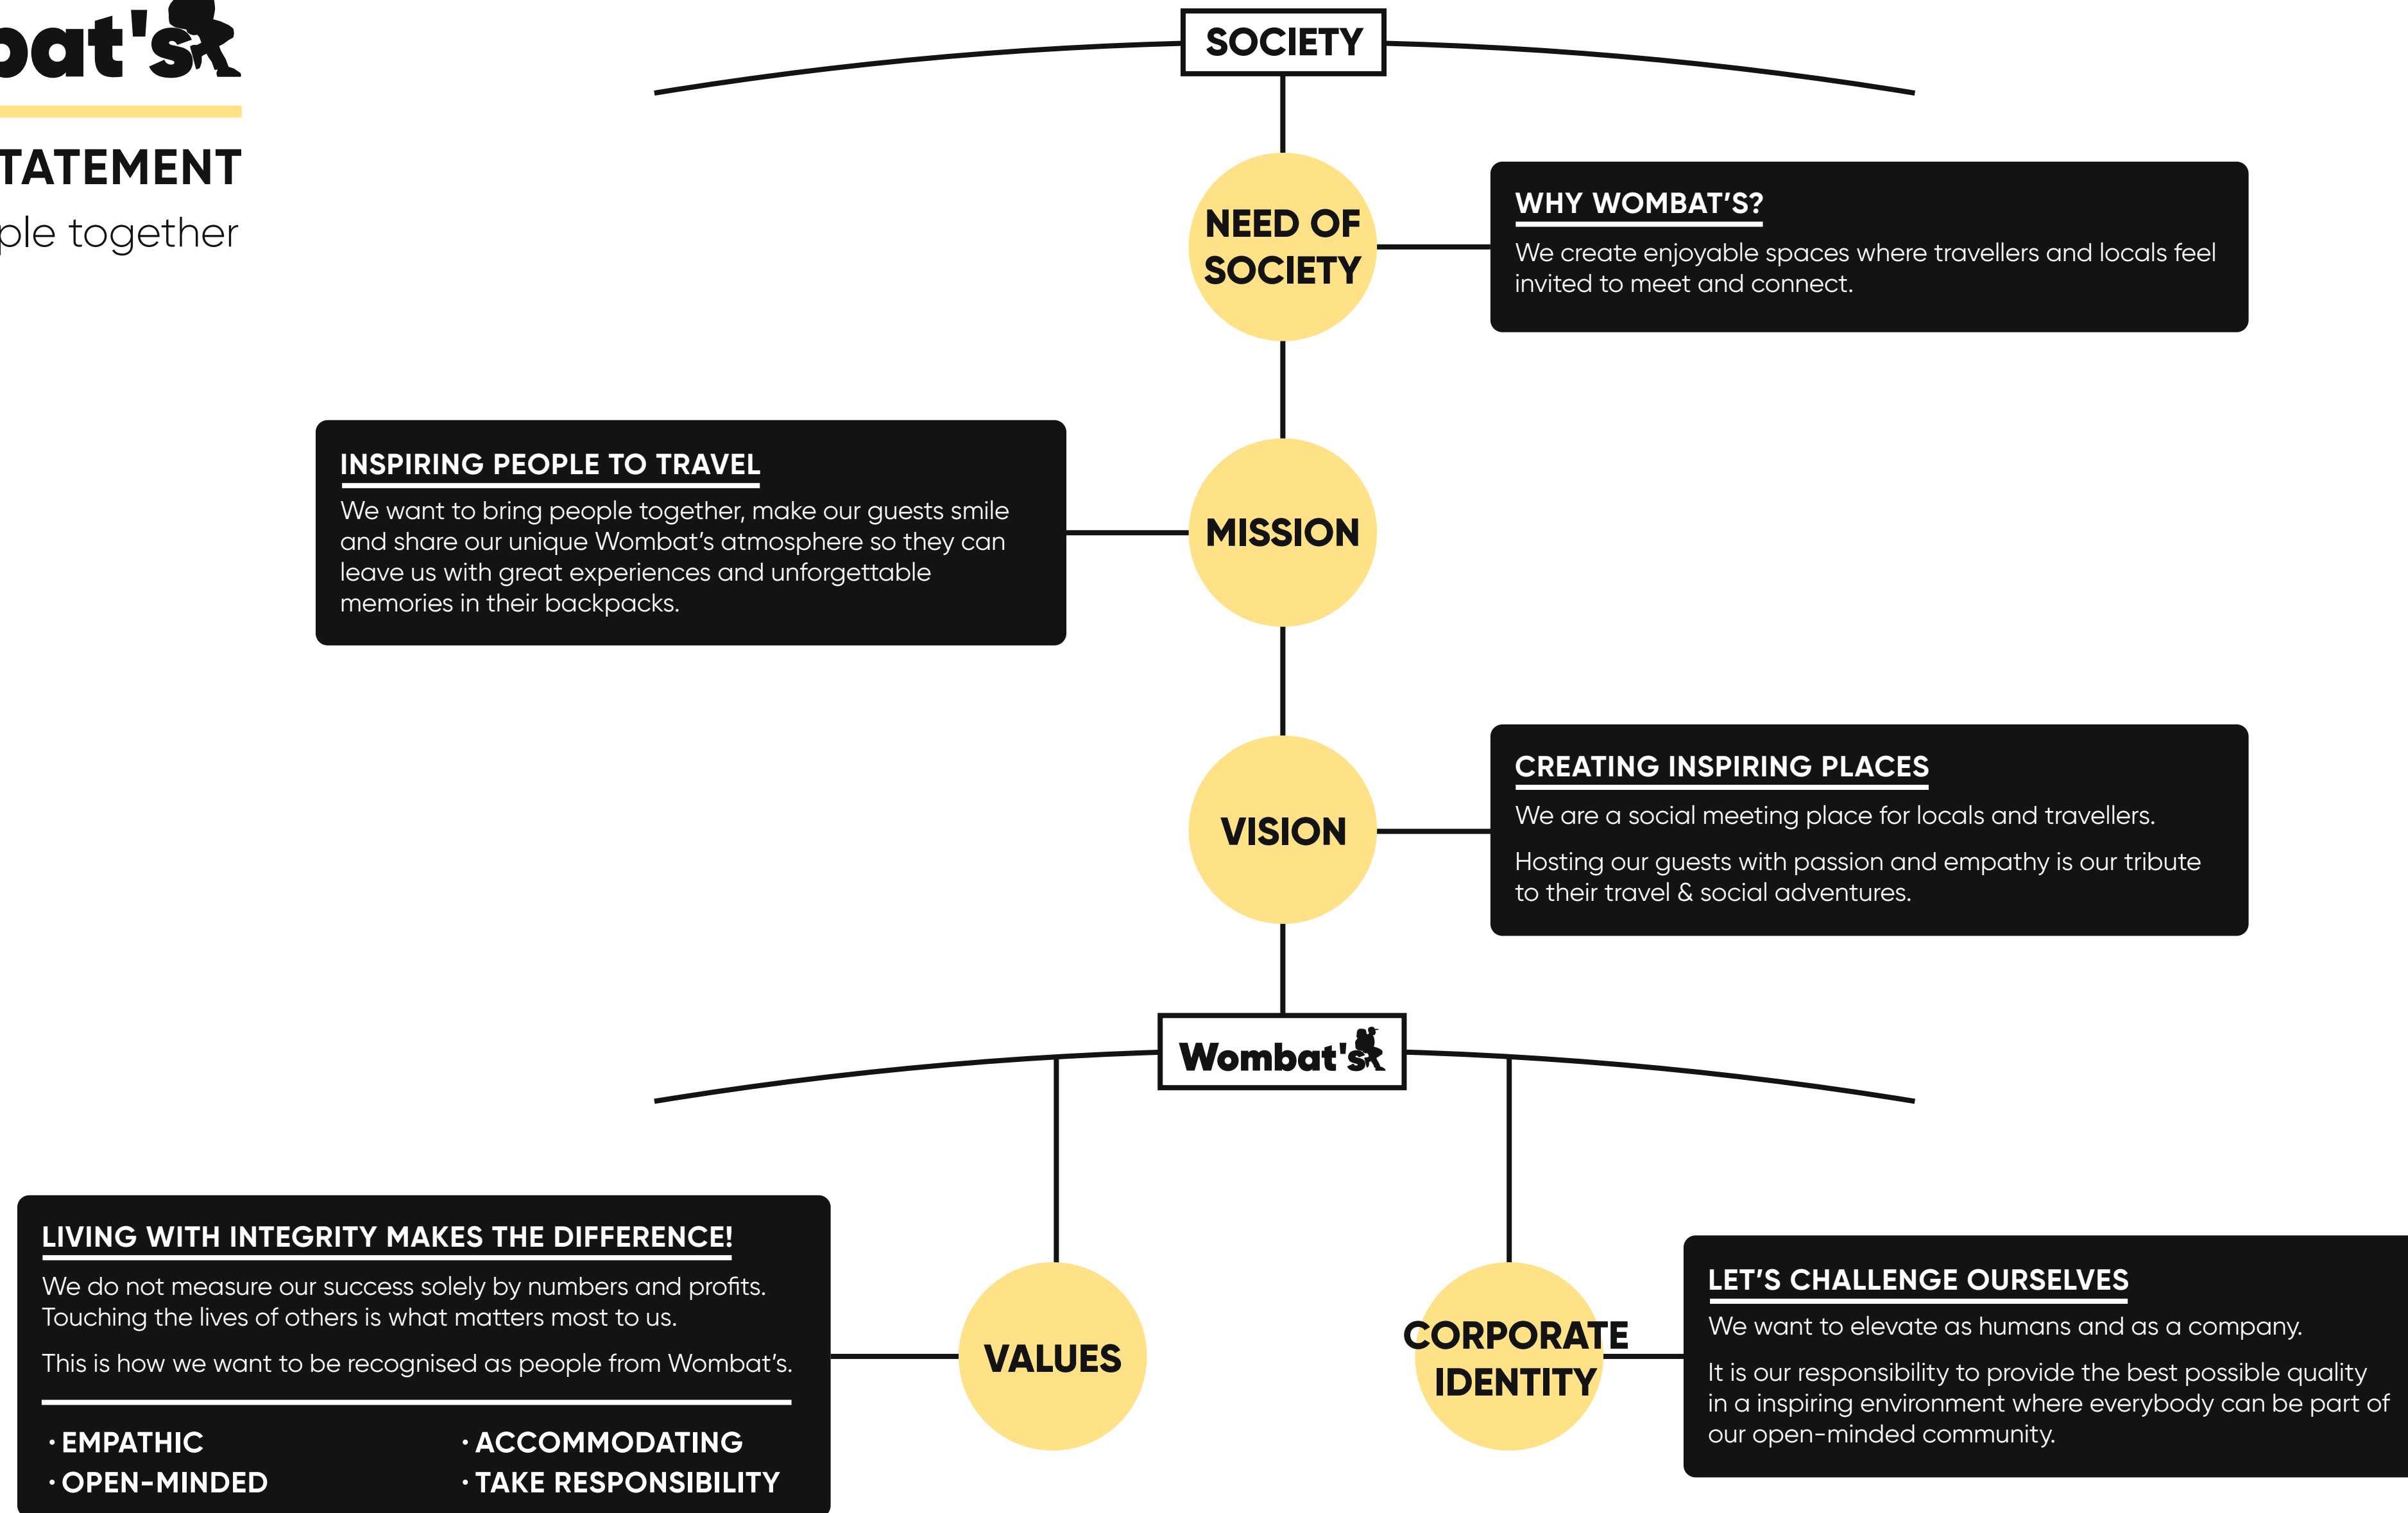 bat's
TATEMENT
ple together
SOCIETY
NEED OF
SOCIETY
WHY WOMBAT’S?
We create enjoyable spaces where travellers and locals feel
invited to meet and connect.
INSPIRING PEOPLE TO TRAVEL
We want to bring people together, make our guests smile
and share our unique Wombat’s atmosphere so they can
leave us with great experiences and unforgettable
memories in their backpacks.
MISSION
VISION
CREATING INSPIRING PLACES
We are a social meeting place for locals and travellers.
Hosting our guests with passion and empathy is our tribute
to their travel & social adventures.
Wombat's
LIVING WITH INTEGRITY MAKES THE DIFFERENCE!
We do not measure our success solely by numbers and profits.
Touching the lives of others is what matters most to us.
This is how we want to be recognised as people from Wombat’s.
· EMPATHIC
· OPEN-MINDED
· ACCOMMODATING
· TAKE RESPONSIBILITY
VALUES
CORPORATE
IDENTITY
LET’S CHALLENGE OURSELVES
We want to elevate as humans and as a company.
It is our responsibility to provide the best possible quality
in a inspiring environment where everybody can be part of
our open-minded community.